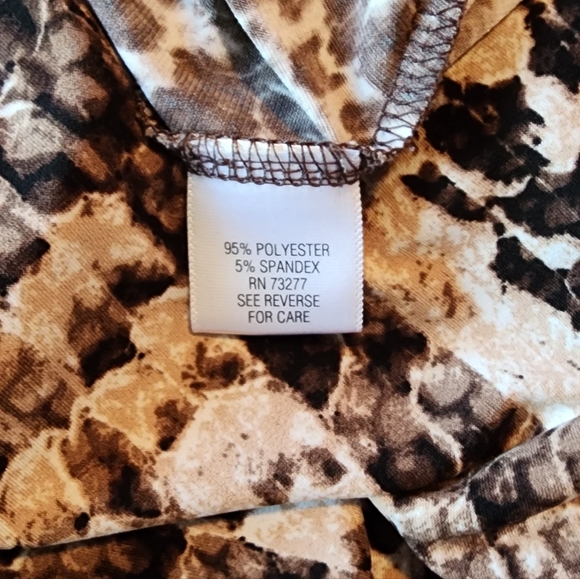 95% POLYESTER
5% SPANDEX
RN 73277
SEE REVERSE
FOR CARE